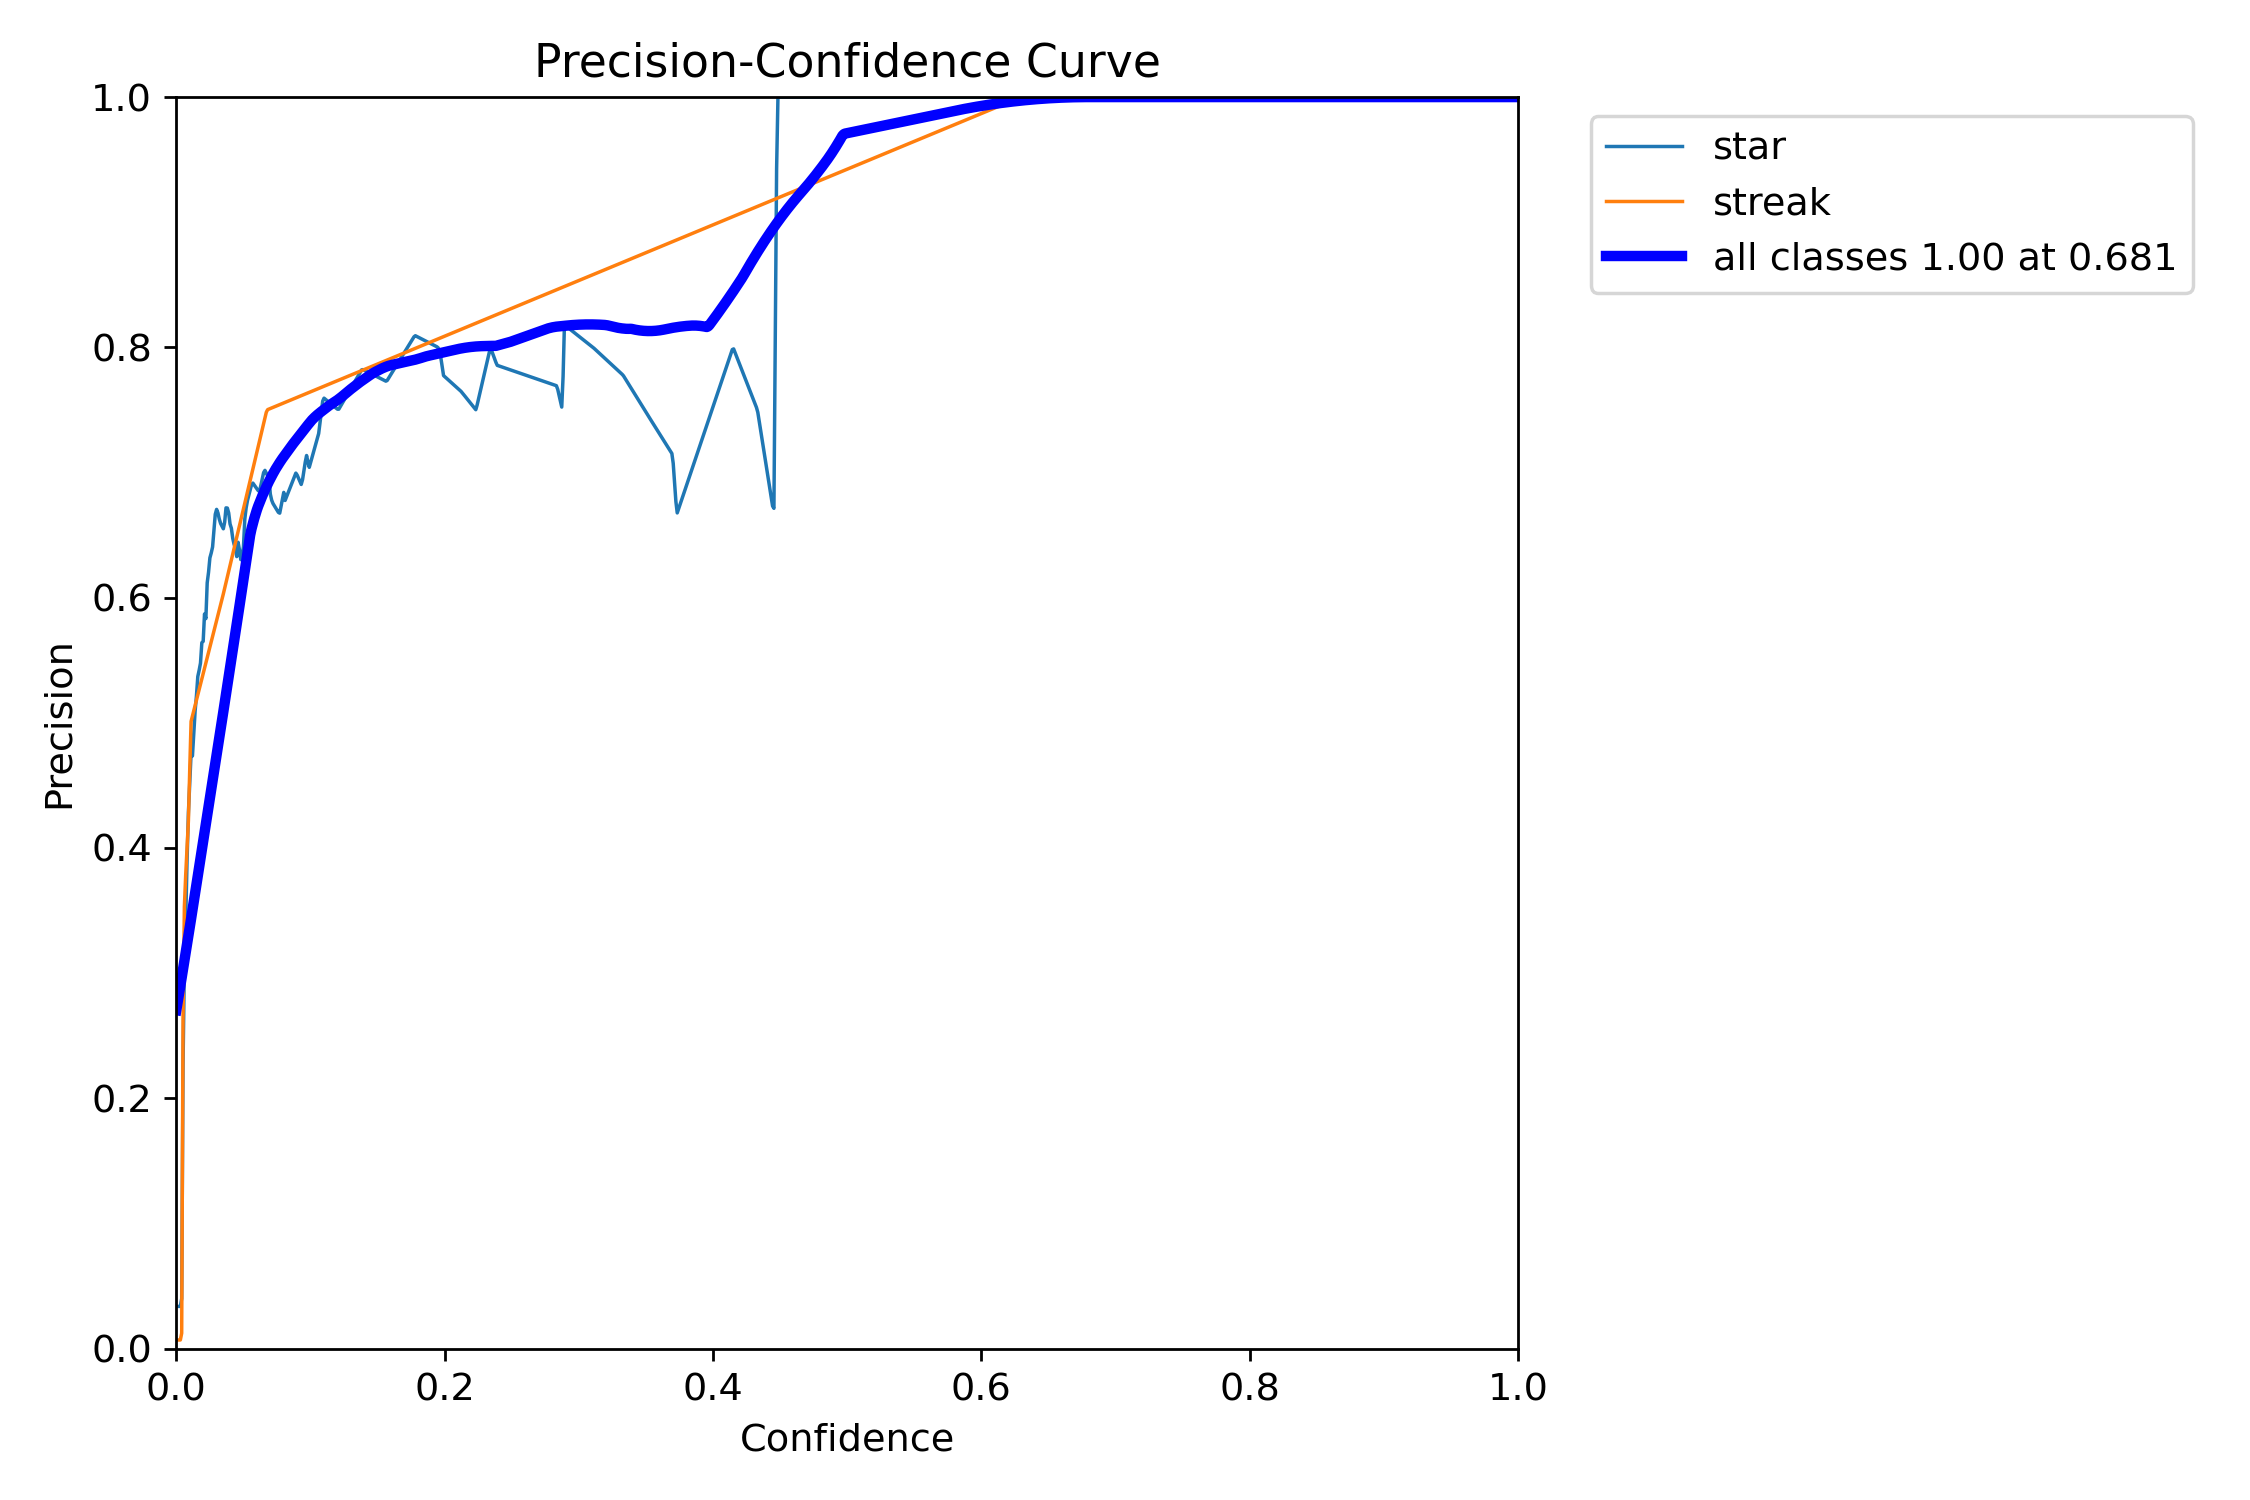 Precision-Confidence Curve
1.0
0.8
0.6
0.4
0.2
0.0
Precision
0.0 0.2 0.4 0.6 0.8 1.0
Confidence
star
streak
all classes 1.00 at 0.681